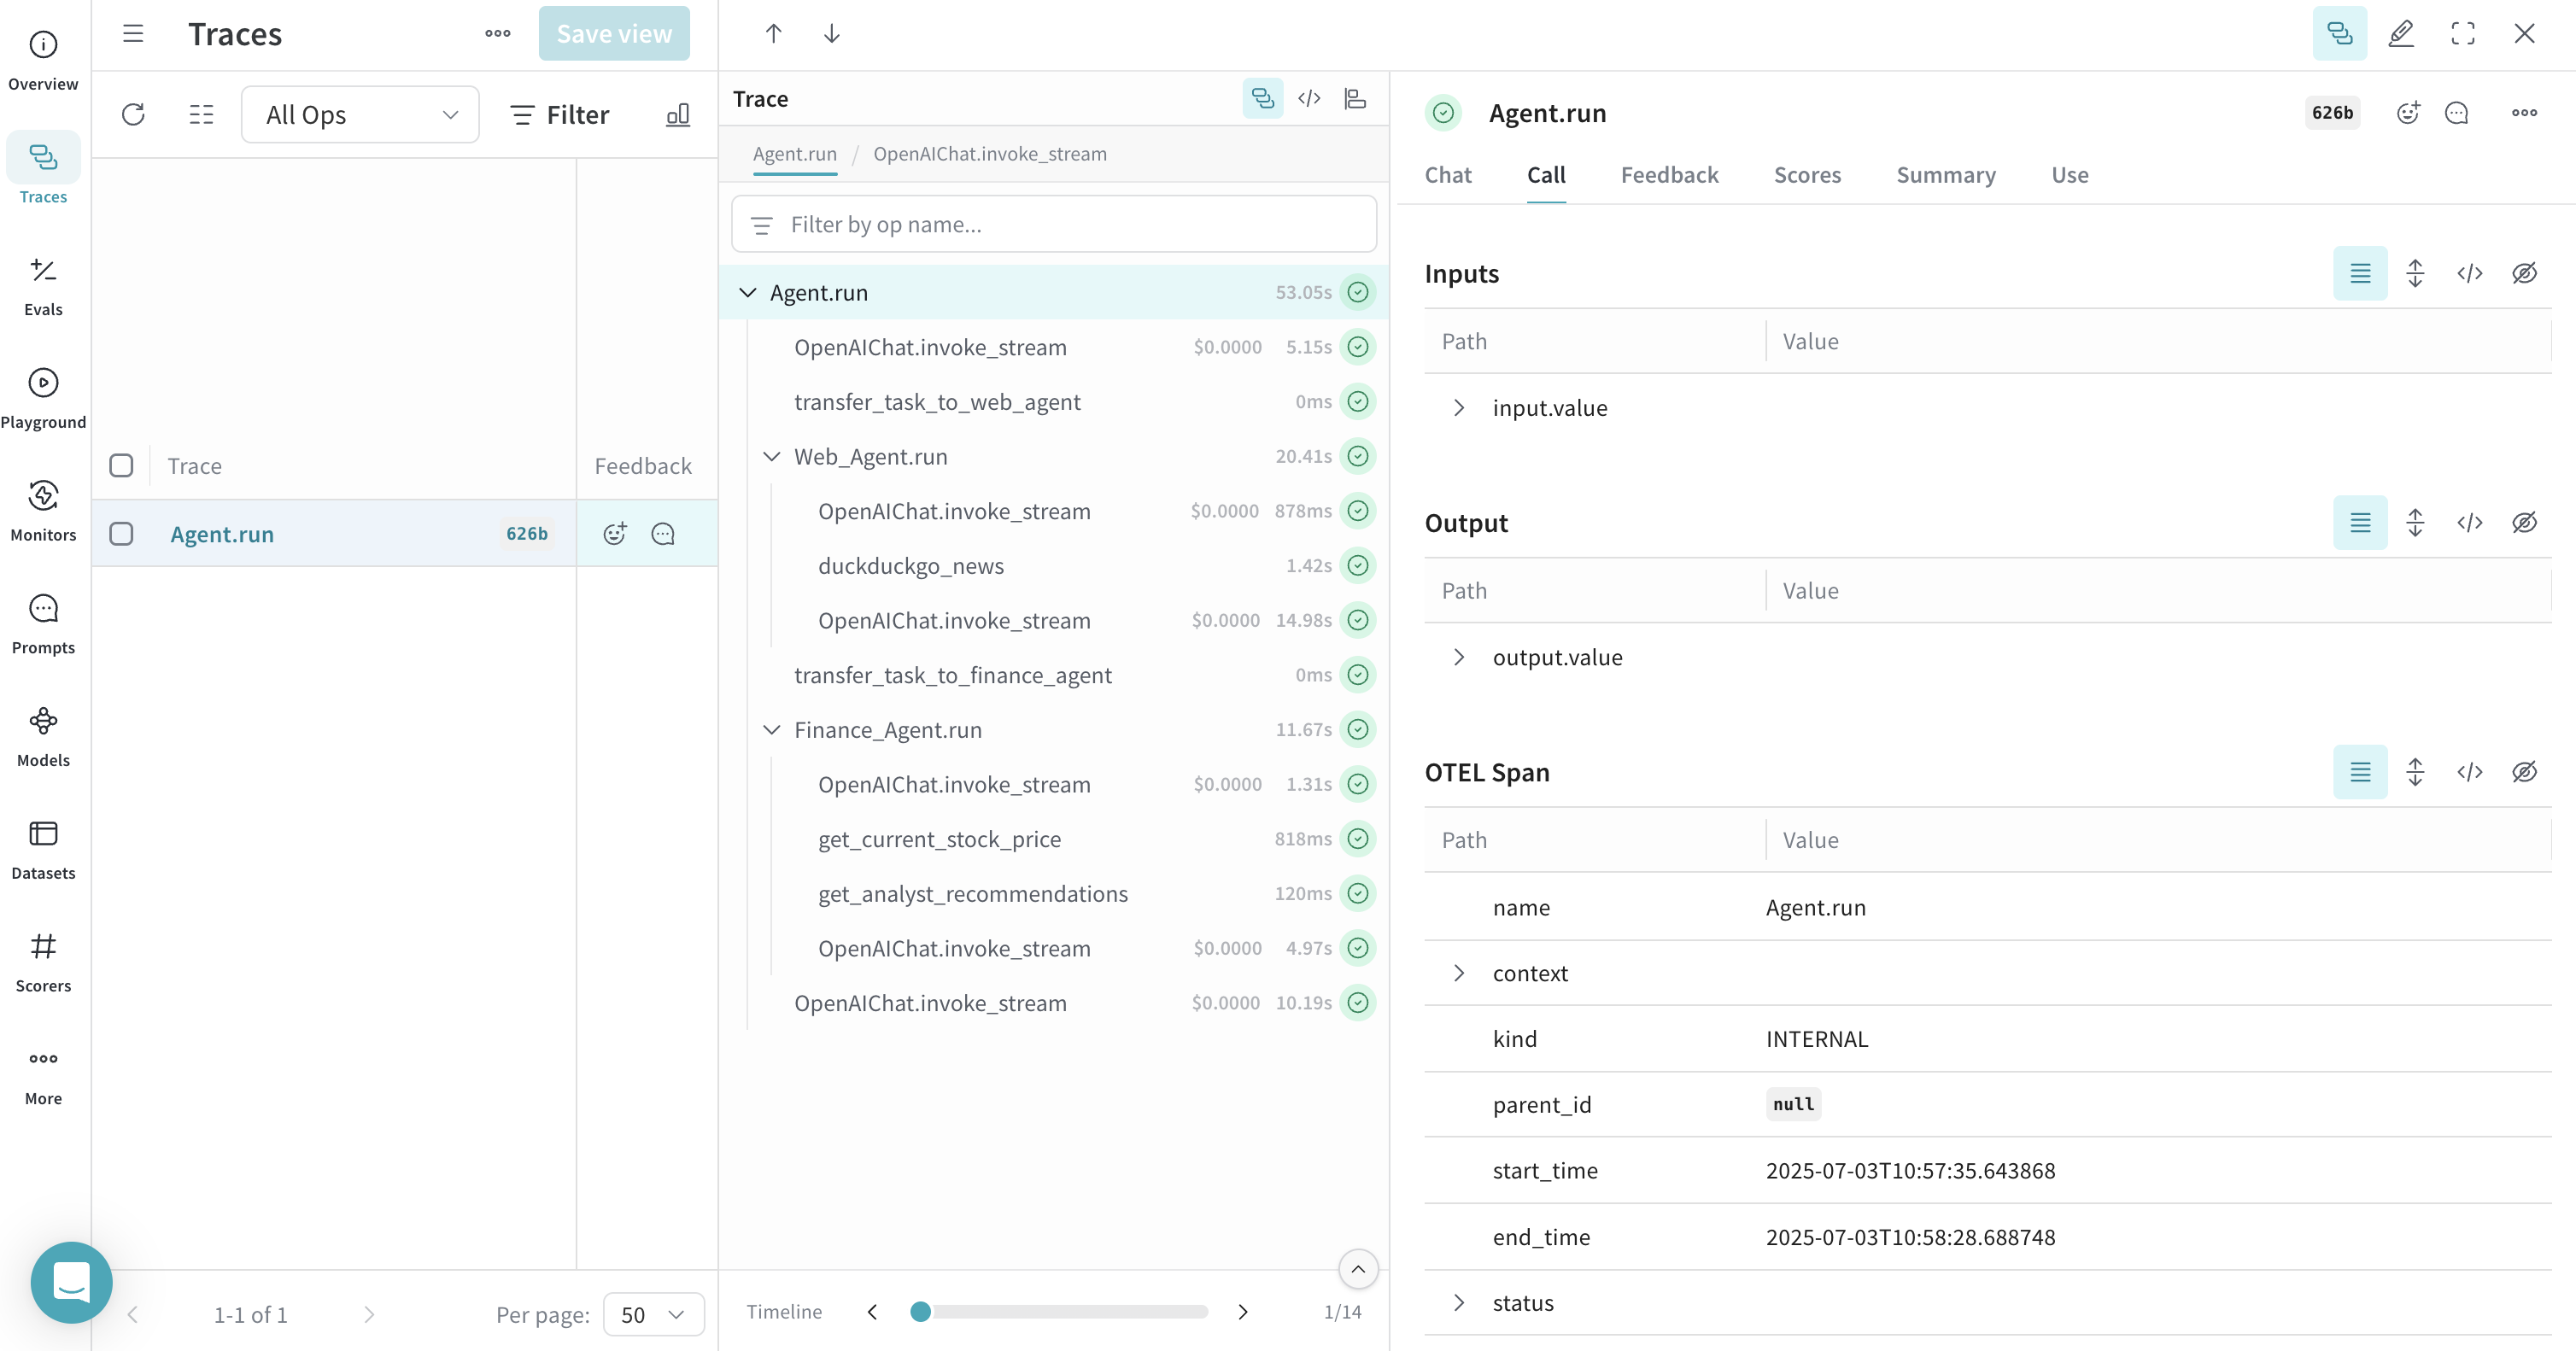 Overview
Traces
Evals
Playground
Monitors
Prompts
Models
Datasets
Scorers
More
Traces
Save view
All Ops
Filter
Trace
Feedback
Agent.run 626b
1-1 of 1
Per page: 50
Trace
Agent.run / OpenAIChat.invoke_stream
Filter by op name...
Agent.run 53.05s
OpenAIChat.invoke_stream $0.0000 5.15s
transfer_task_to_web_agent 0ms
Web_Agent.run 20.41s
OpenAIChat.invoke_stream $0.0000 878ms
duckduckgo_news 1.42s
OpenAIChat.invoke_stream $0.0000 14.98s
transfer_task_to_finance_agent 0ms
Finance_Agent.run 11.67s
OpenAIChat.invoke_stream $0.0000 1.31s
get_current_stock_price 818ms
get_analyst_recommendations 120ms
OpenAIChat.invoke_stream $0.0000 4.97s
OpenAIChat.invoke_stream $0.0000 10.19s
Timeline 1/14
Agent.run 626b
Chat Call Feedback Scores Summary Use
Inputs
Path Value
input.value
Output
Path Value
output.value
OTEL Span
Path Value
name Agent.run
context
kind INTERNAL
parent_id null
start_time 2025-07-03T10:57:35.643868
end_time 2025-07-03T10:58:28.688748
status